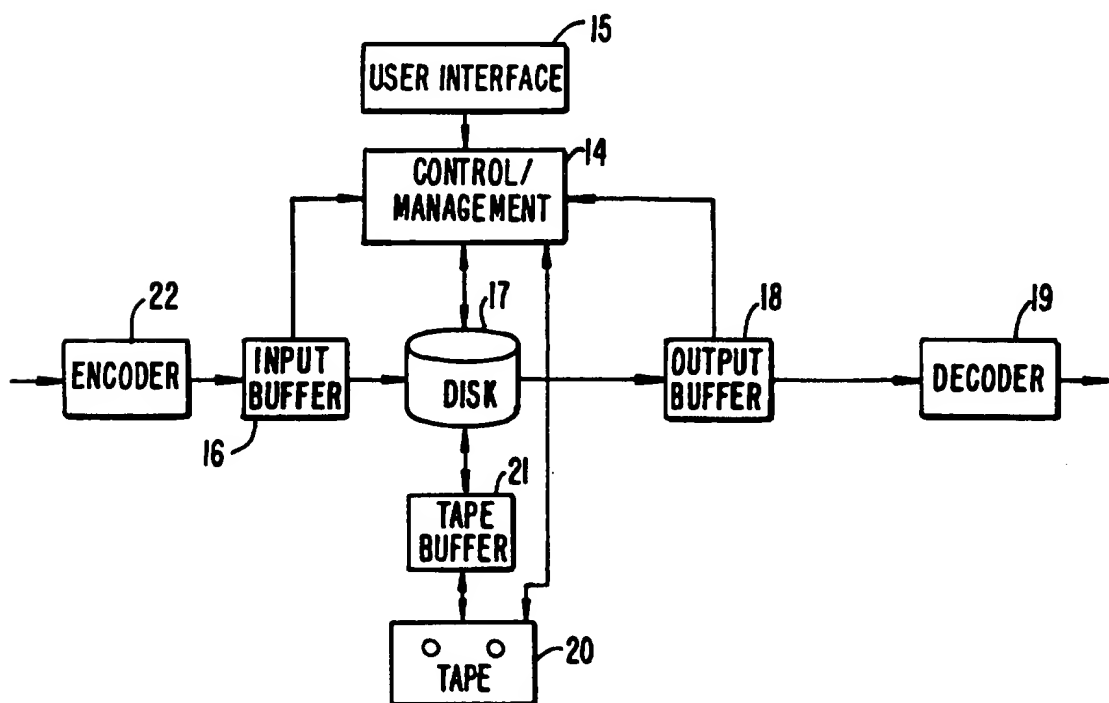 15
USER INTERFACE
14
CONTROL/
MANAGEMENT
22
17
18
19
ENCODER
INPUT
BUFFER
DISK
OUTPUT
BUFFER
DECODER
16
21
TAPE
BUFFER
20
TAPE